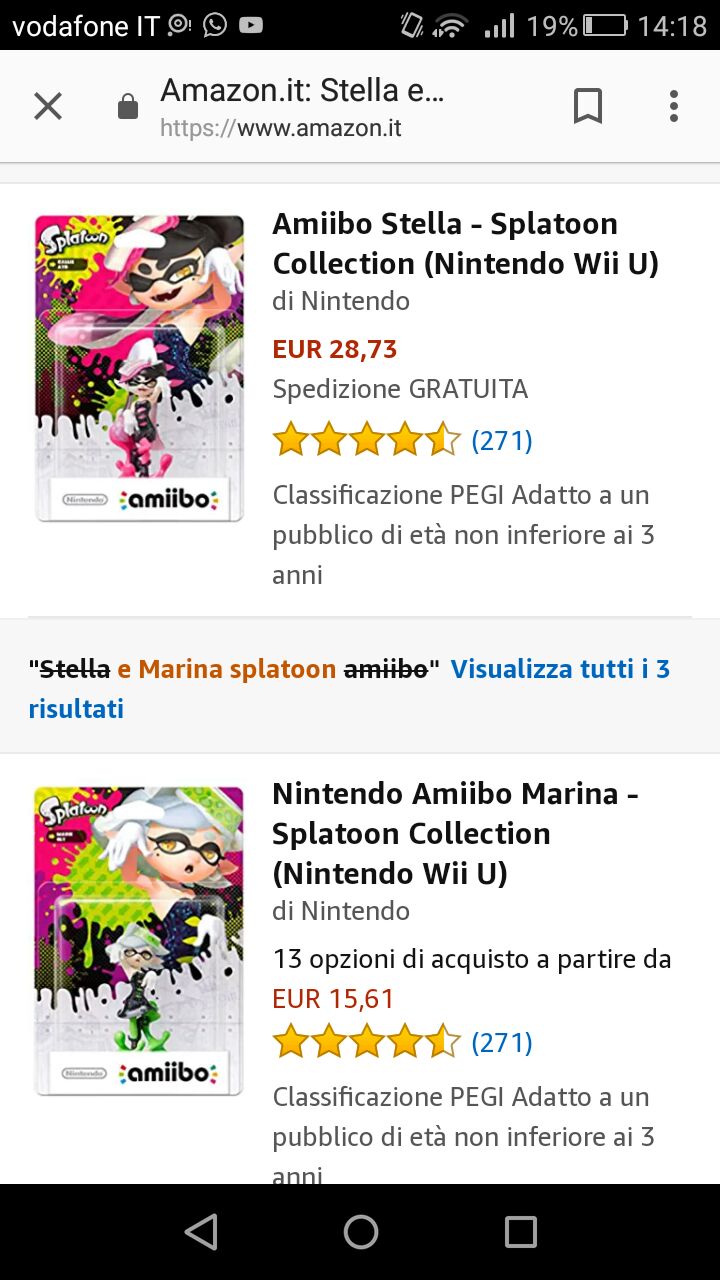 vodafone IT 19% 14:18
Amazon.it: Stella e...
https://www.amazon.it
Splatoon
CALLIE
Nintendo amiibo
Amiibo Stella - Splatoon
Collection (Nintendo Wii U)
di Nintendo
EUR 28,73
Spedizione GRATUITA
(271)
Classificazione PEGI Adatto a un
pubblico di età non inferiore ai 3
anni
"Stella e Marina splatoon amiibo" Visualizza tutti i 3
risultati
Splatoon
Nintendo amiibo
Nintendo Amiibo Marina -
Splatoon Collection
(Nintendo Wii U)
di Nintendo
13 opzioni di acquisto a partire da
EUR 15,61
(271)
Classificazione PEGI Adatto a un
pubblico di età non inferiore ai 3
anni